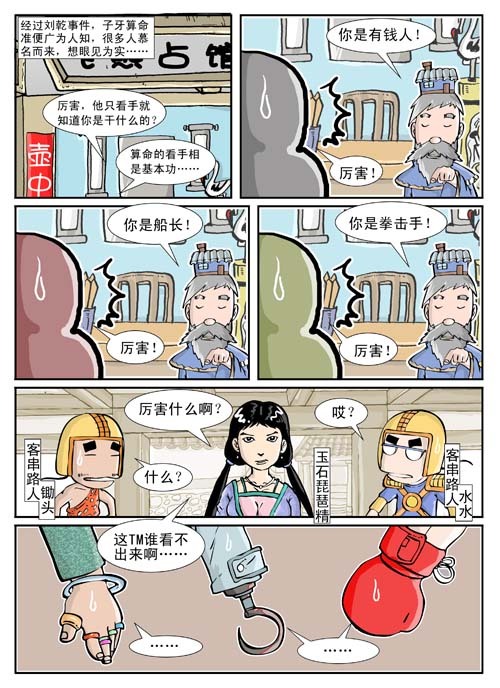 经过刘乾事件，子牙算命
准便广为人知，很多人慕
名而来，想眼见为实……
占馆
厉害，他只看手就
知道你是干什么的？
算命的看手相
是基本功……
壶中
你是有钱人！
厉害！
你是船长！
厉害！
你是拳击手！
厉害！
厉害什么啊？
哎？
什么？
客串路人
锄头
玉石琵琶精
客串路人
水水
这TM谁看不
出来啊……
……
……